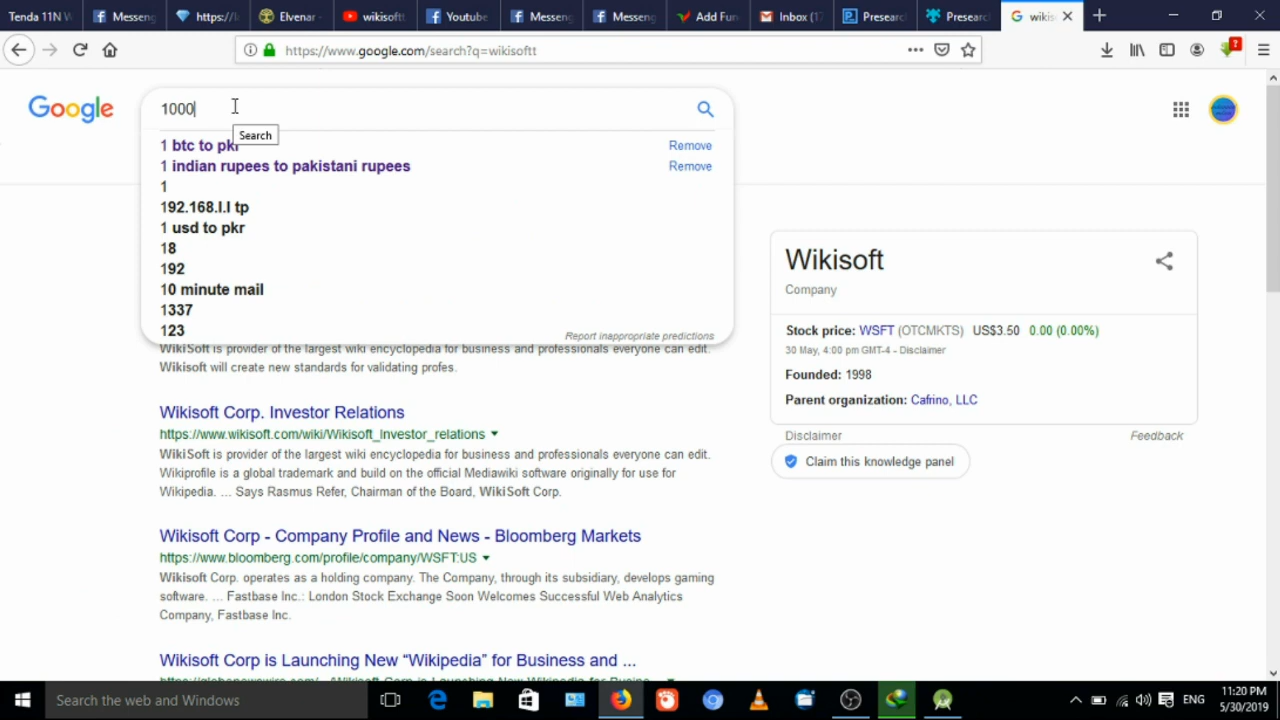 Tenda 11N W
Messeng
https://l
Elvenar -
wikisoftt
Youtube
Messeng
Messeng
Add Fun
Inbox (1
Presearc
Presearc
wikis
https://www.google.com/search?q=wikisoftt
Google
1000
Search
1 btc to pkr
Remove
1 indian rupees to pakistani rupees
Remove
1
192.168.l.l tp
1 usd to pkr
18
192
10 minute mail
1337
123
Report inappropriate predictions
WikiSoft is provider of the largest wiki encyclopedia for business and professionals everyone can edit.
Wikisoft will create new standards for validating profes.
Wikisoft Corp. Investor Relations
https://www.wikisoft.com/wiki/Wikisoft_Investor_relations
WikiSoft is provider of the largest wiki encyclopedia for business and professionals everyone can edit.
Wikiprofile is a global trademark and build on the official Mediawiki software originally for use for
Wikipedia. ... Says Rasmus Refer, Chairman of the Board, WikiSoft Corp.
Wikisoft Corp - Company Profile and News - Bloomberg Markets
https://www.bloomberg.com/profile/company/WSFT:US
Wikisoft Corp. operates as a holding company. The Company, through its subsidiary, develops gaming
software. ... Fastbase Inc.: London Stock Exchange Soon Welcomes Successful Web Analytics
Company, Fastbase Inc.
Wikisoft Corp is Launching New “Wikipedia” for Business and ...
Wikisoft
Company
Stock price: WSFT (OTCMKTS) US$3.50 0.00 (0.00%)
30 May, 4:00 pm GMT-4 - Disclaimer
Founded: 1998
Parent organization: Cafrino, LLC
Disclaimer
Feedback
Claim this knowledge panel
Search the web and Windows
ENG
11:20 PM
5/30/2019